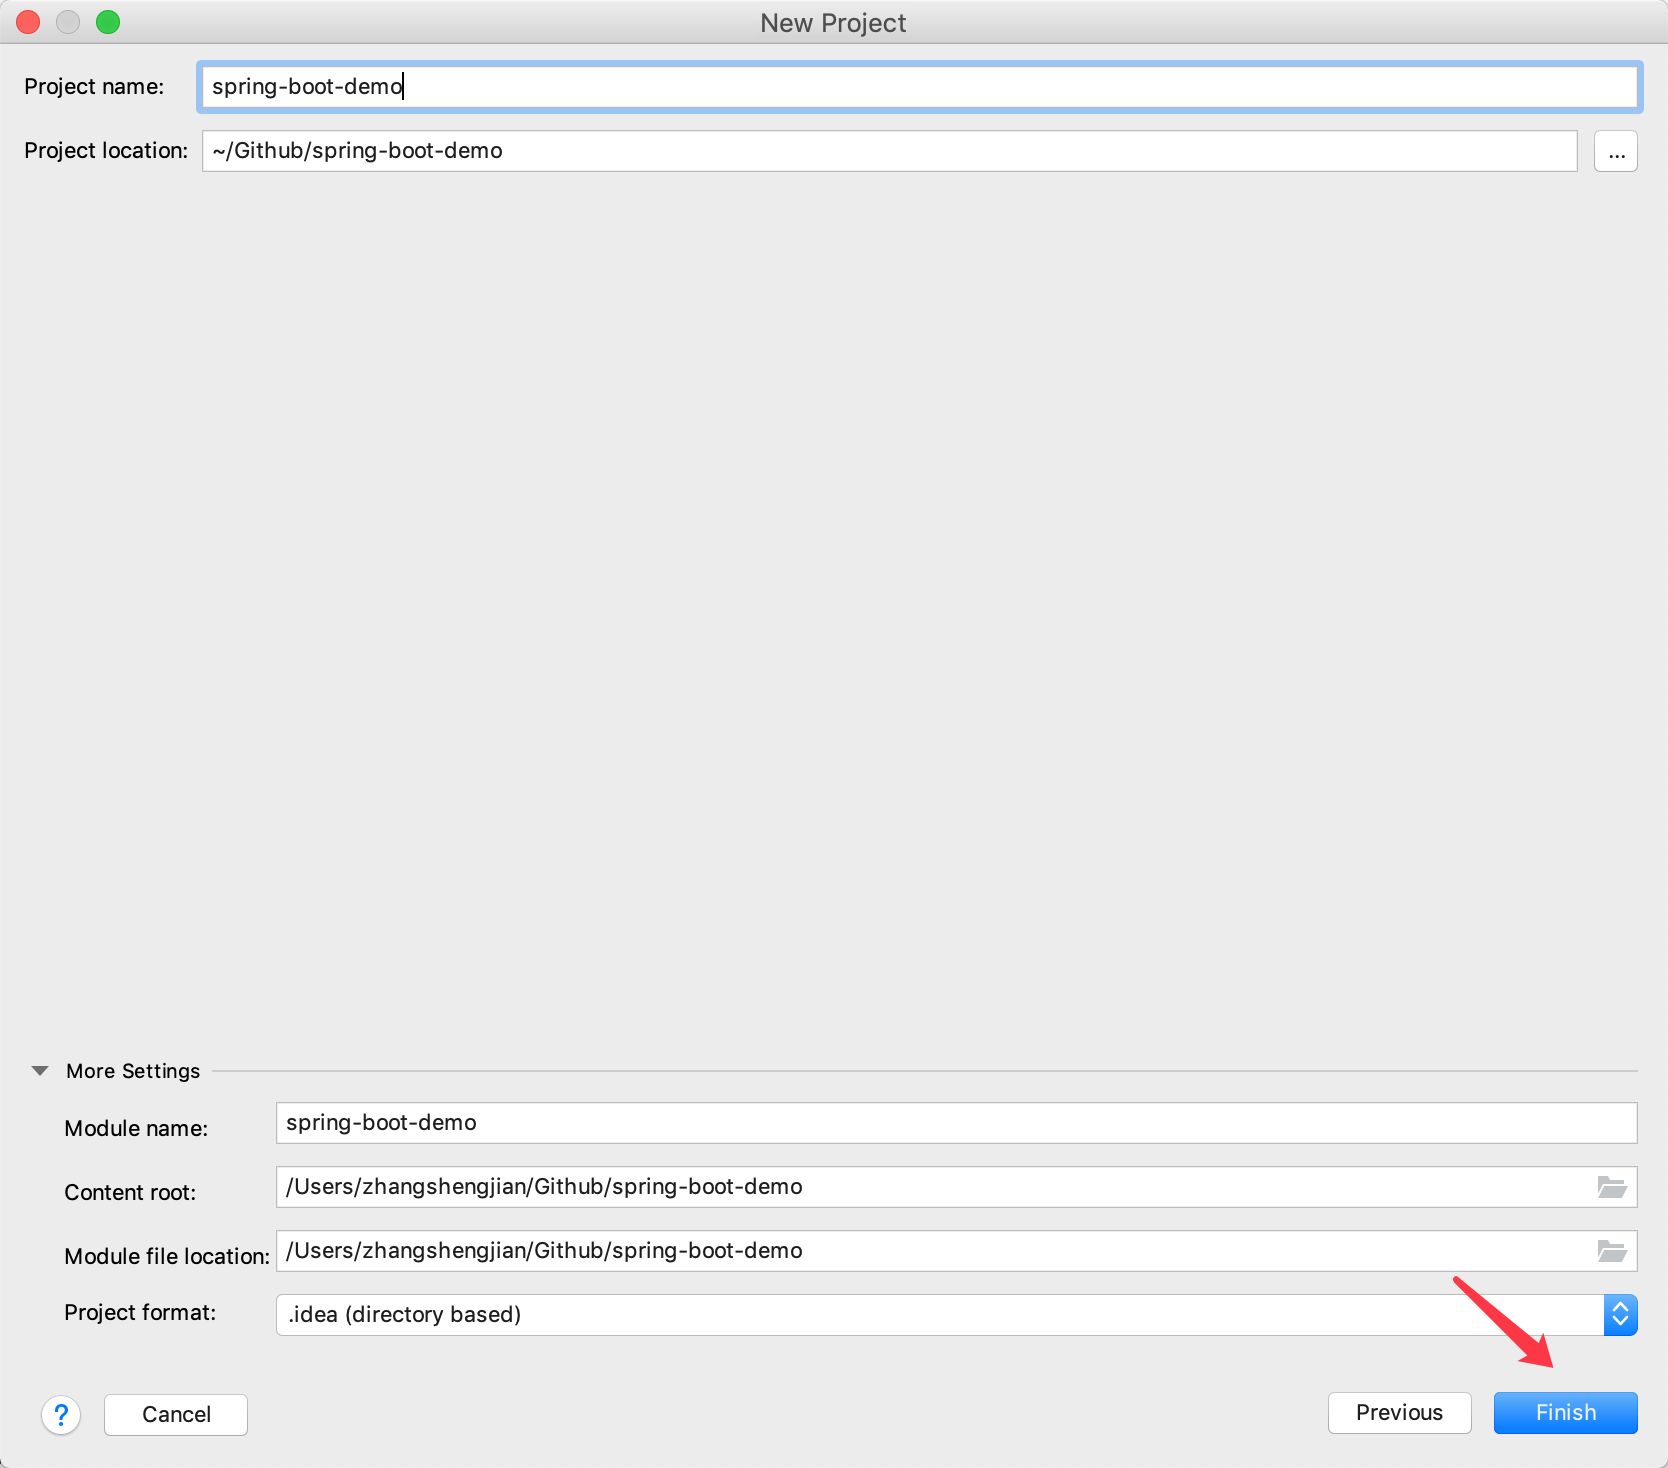 New Project
Project name: spring-boot-demo
Project location: ~/Github/spring-boot-demo ...
More Settings
Module name: spring-boot-demo
Content root: /Users/zhangshengjian/Github/spring-boot-demo
Module file location: /Users/zhangshengjian/Github/spring-boot-demo
Project format: .idea (directory based)
? Cancel Previous Finish